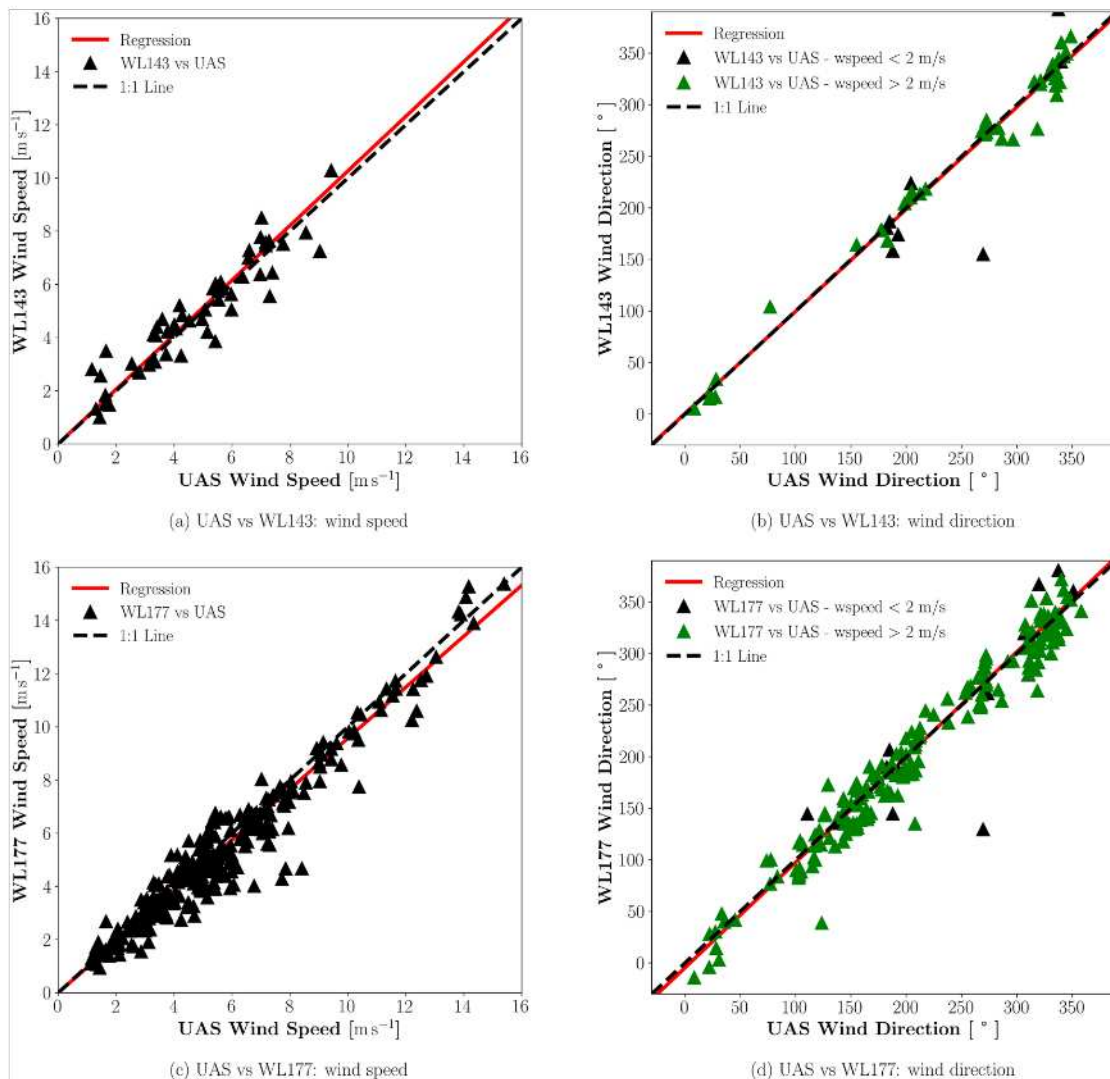 16
14
12
10
8
6
4
2
0
WL143 Wind Speed [m s⁻¹]
Regression
WL143 vs UAS
1:1 Line
0 2 4 6 8 10 12 14 16
UAS Wind Speed [m s⁻¹]
(a) UAS vs WL143: wind speed
350
300
250
200
150
100
50
0
WL143 Wind Direction [ ° ]
Regression
WL143 vs UAS - wspeed < 2 m/s
WL143 vs UAS - wspeed > 2 m/s
1:1 Line
0 50 100 150 200 250 300 350
UAS Wind Direction [ ° ]
(b) UAS vs WL143: wind direction
16
14
12
10
8
6
4
2
0
WL177 Wind Speed [m s⁻¹]
Regression
WL177 vs UAS
1:1 Line
0 2 4 6 8 10 12 14 16
UAS Wind Speed [m s⁻¹]
(c) UAS vs WL177: wind speed
350
300
250
200
150
100
50
0
WL177 Wind Direction [ ° ]
Regression
WL177 vs UAS - wspeed < 2 m/s
WL177 vs UAS - wspeed > 2 m/s
1:1 Line
0 50 100 150 200 250 300 350
UAS Wind Direction [ ° ]
(d) UAS vs WL177: wind direction